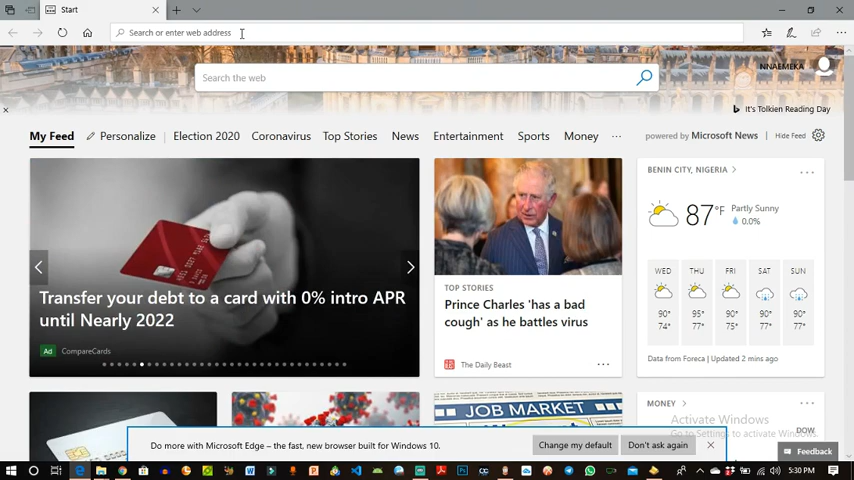 Start
Search or enter web address
NNAEMEKA
Search the web
It's Tolkien Reading Day
My Feed
Personalize
Election 2020
Coronavirus
Top Stories
News
Entertainment
Sports
Money
powered by Microsoft News
Hide Feed
Transfer your debt to a card with 0% intro APR
until Nearly 2022
Ad CompareCards
TOP STORIES
Prince Charles 'has a bad
cough' as he battles virus
The Daily Beast
BENIN CITY, NIGERIA
87°F
Partly Sunny
0.0%
WED THU FRI SAT SUN
90° 95° 90° 90° 90°
74° 77° 75° 77° 77°
Data from Foreca | Updated 2 mins ago
JOB MARKET
MONEY
DOW
Activate Windows
Go to Settings to activate Windows.
Do more with Microsoft Edge – the fast, new browser built for Windows 10.
Change my default
Don't ask again
Feedback
5:30 PM